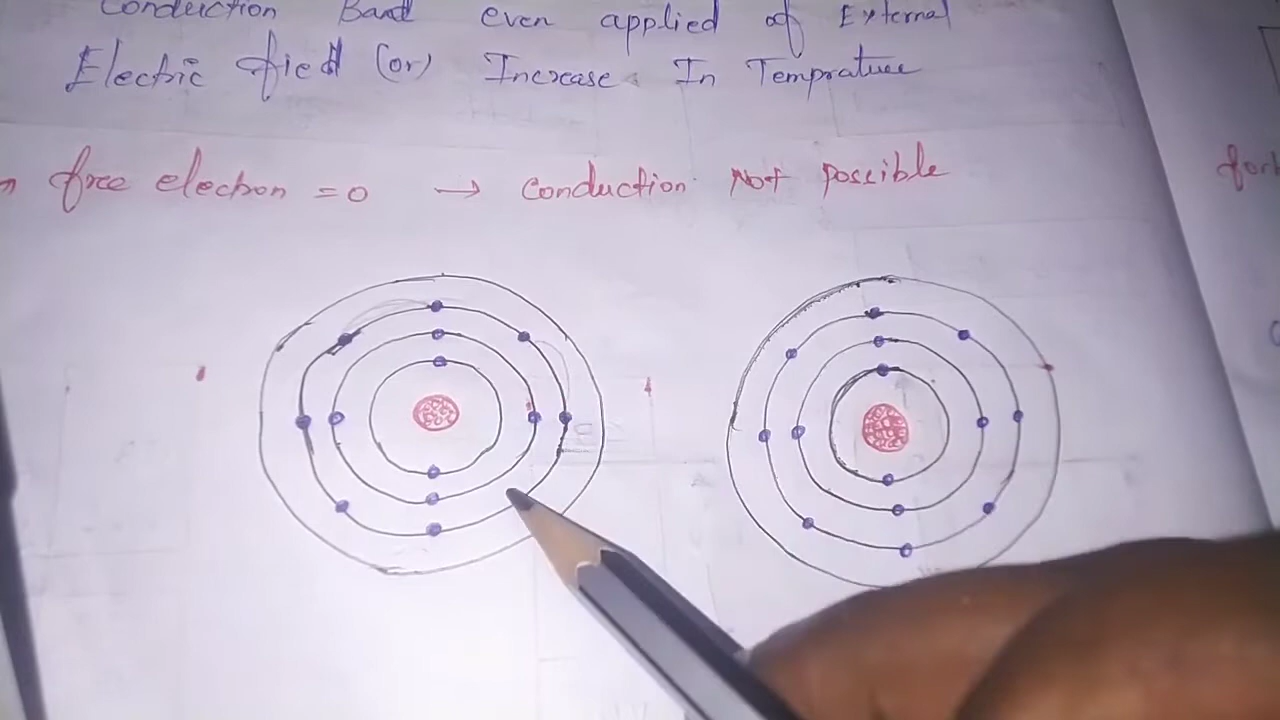 Conduction Band even applied of External
Electric field (or) Increase In Temprature
free electron = 0 → conduction Not possible